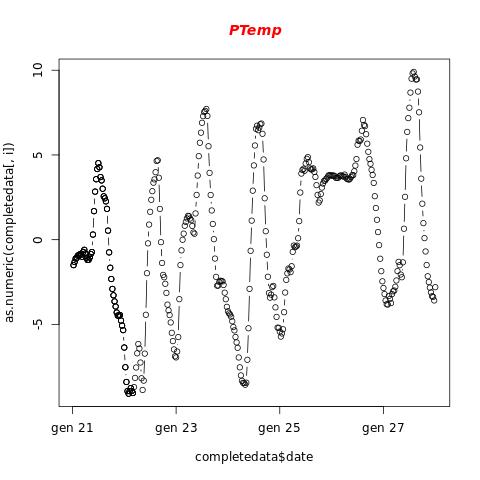 PTemp
as.numeric(completedata[, i])
10
5
0
-5
gen 21 gen 23 gen 25 gen 27
completedata$date